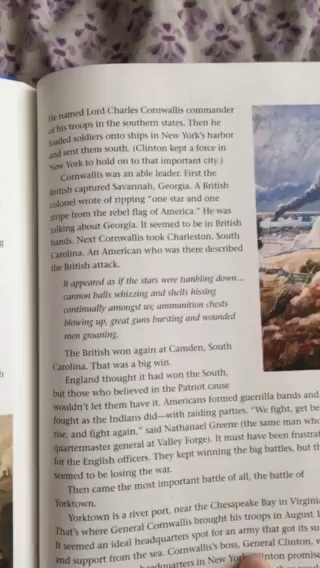 He named Lord Charles Cornwallis commander
of his troops in the southern states. Then he
loaded soldiers onto ships in New York's harbor
and sent them south. (Clinton kept a force in
New York to hold on to that important city.)
Cornwallis was an able leader. First the
British captured Savannah, Georgia. A British
colonel wrote of ripping "one star and one
stripe from the rebel flag of America." He was
talking about Georgia. It seemed to be in British
hands. Next Cornwallis took Charleston, South
Carolina. An American who was there described
the British attack.
It appeared as if the stars were tumbling down...
cannon balls whizzing and shells hissing
continually amongst us; ammunition chests
blowing up, great guns bursting and wounded
men groaning.
The British won again at Camden, South
Carolina. That was a big win.
England thought it had won the South,
but those who believed in the Patriot cause
wouldn't let them have it. Americans formed guerrilla bands and
fought as the Indians did—with raiding parties. "We fight, get be
rise, and fight again," said Nathanael Greene (the same man who
quartermaster general at Valley Forge). It must have been frustrat
for the English officers. They kept winning the big battles, but th
seemed to be losing the war.
Then came the most important battle of all, the battle of
Yorktown.
Yorktown is a river port, near the Chesapeake Bay in Virginia
That's where General Cornwallis brought his troops in August 1
It seemed an ideal headquarters spot for an army that got its su
and support from the sea. Cornwallis's boss, General Clinton, w
headquarters in New York promise